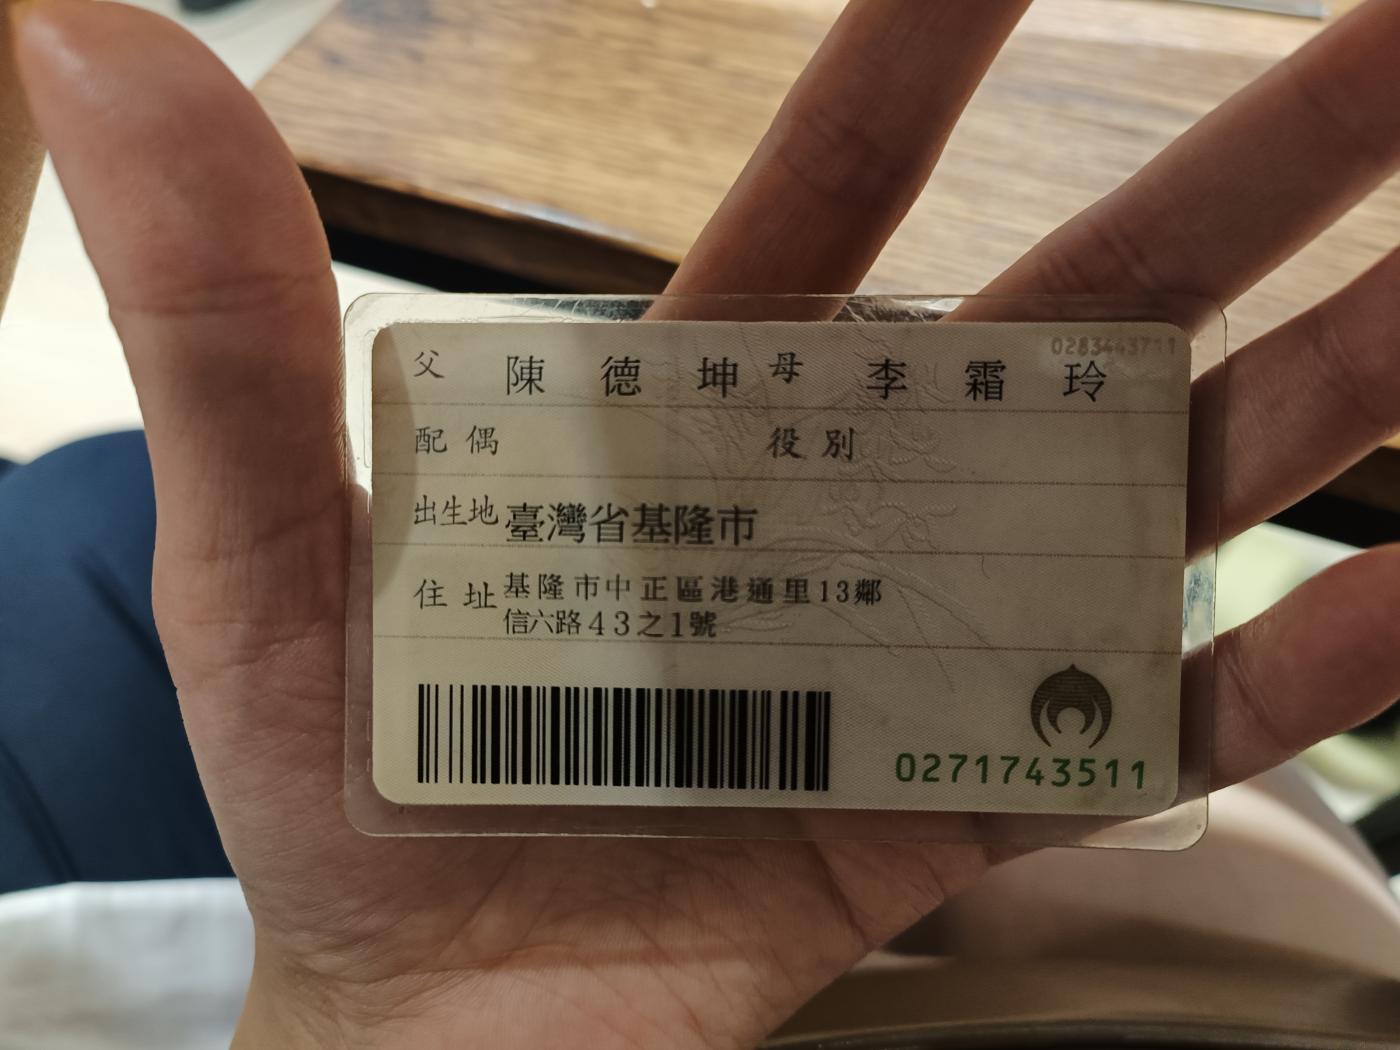 0283443711
父 陳德坤 母 李霜玲
配偶 役別
出生地 臺灣省基隆市
住址 基隆市中正區港通里13鄰
信六路43之1號
0271743511